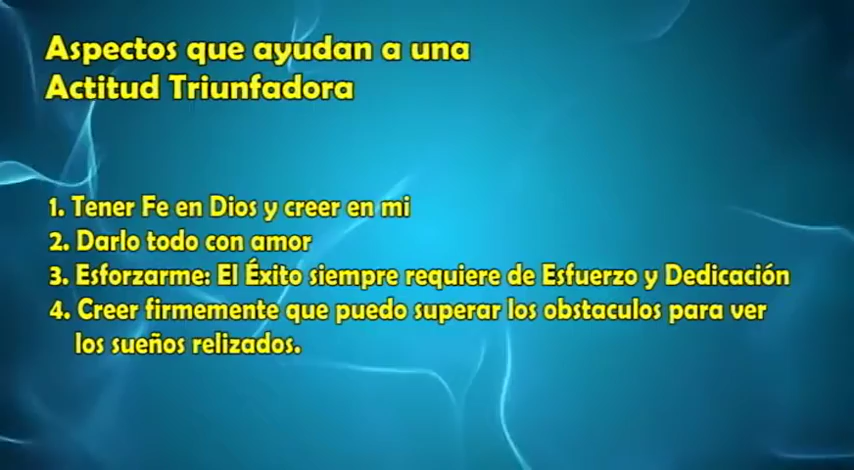 Aspectos que ayudan a una
Actitud Triunfadora
1. Tener Fe en Dios y creer en mi
2. Darlo todo con amor
3. Esforzarme: El Éxito siempre requiere de Esfuerzo y Dedicación
4. Creer firmemente que puedo superar los obstaculos para ver
los sueños relizados.